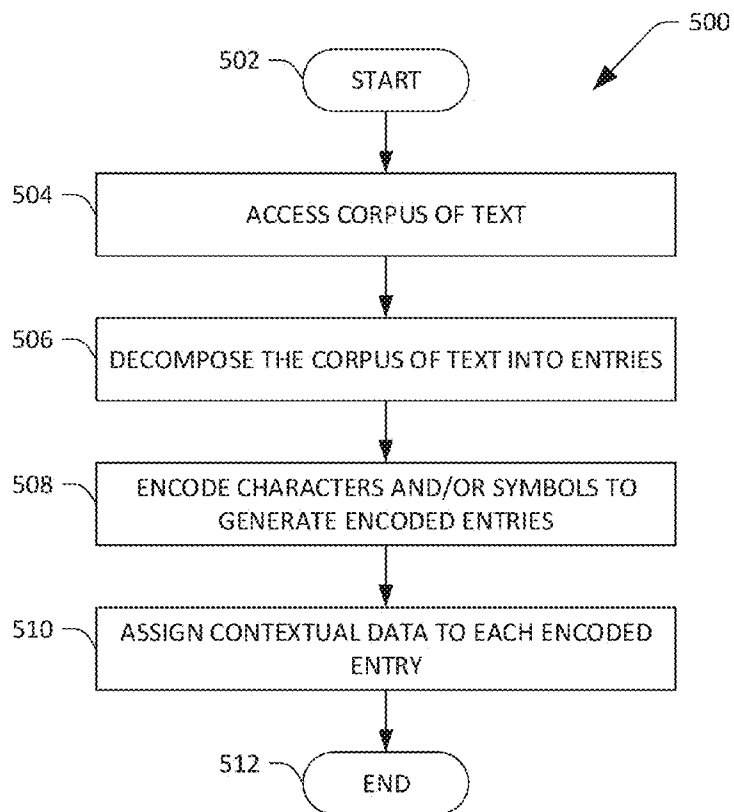 500
502
START
504
ACCESS CORPUS OF TEXT
506
DECOMPOSE THE CORPUS OF TEXT INTO ENTRIES
508
ENCODE CHARACTERS AND/OR SYMBOLS TO
GENERATE ENCODED ENTRIES
510
ASSIGN CONTEXTUAL DATA TO EACH ENCODED
ENTRY
512
END